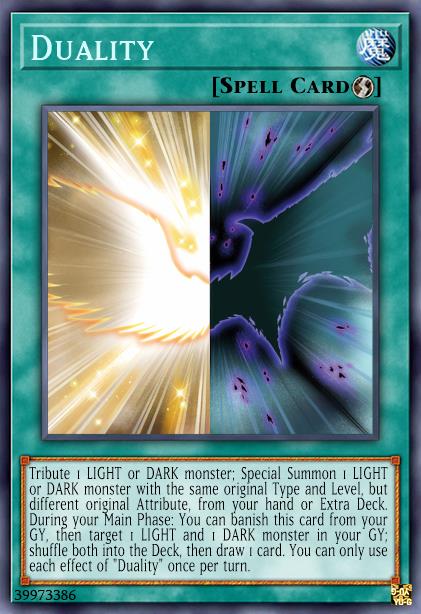 DUALITY
魔
[SPELL CARD]
Tribute 1 LIGHT or DARK monster; Special Summon 1 LIGHT
or DARK monster with the same original Type and Level, but
different original Attribute, from your hand or Extra Deck.
During your Main Phase: You can banish this card from your
GY, then target 1 LIGHT and 1 DARK monster in your GY;
shuffle both into the Deck, then draw 1 card. You can only use
each effect of "Duality" once per turn.
39973386